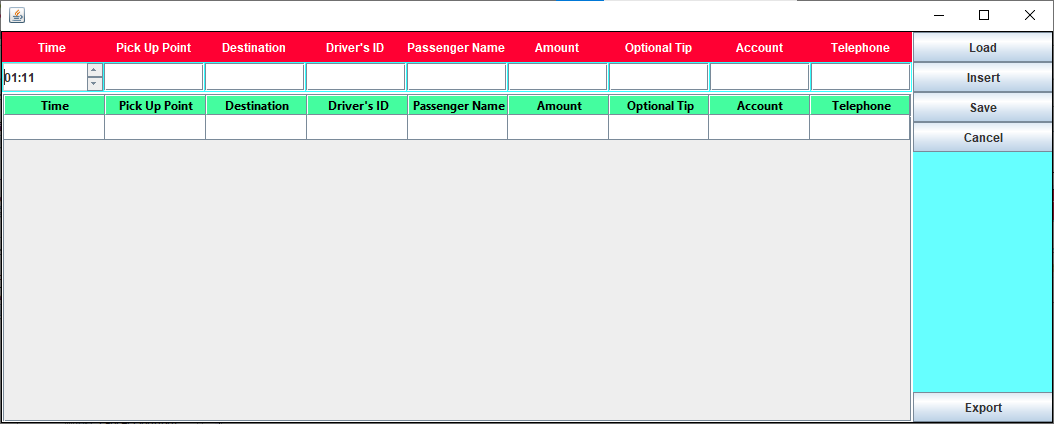 Time Pick Up Point Destination Driver's ID Passenger Name Amount Optional Tip Account Telephone Load
01:11 Insert
Time Pick Up Point Destination Driver's ID Passenger Name Amount Optional Tip Account Telephone Save
Cancel
Export